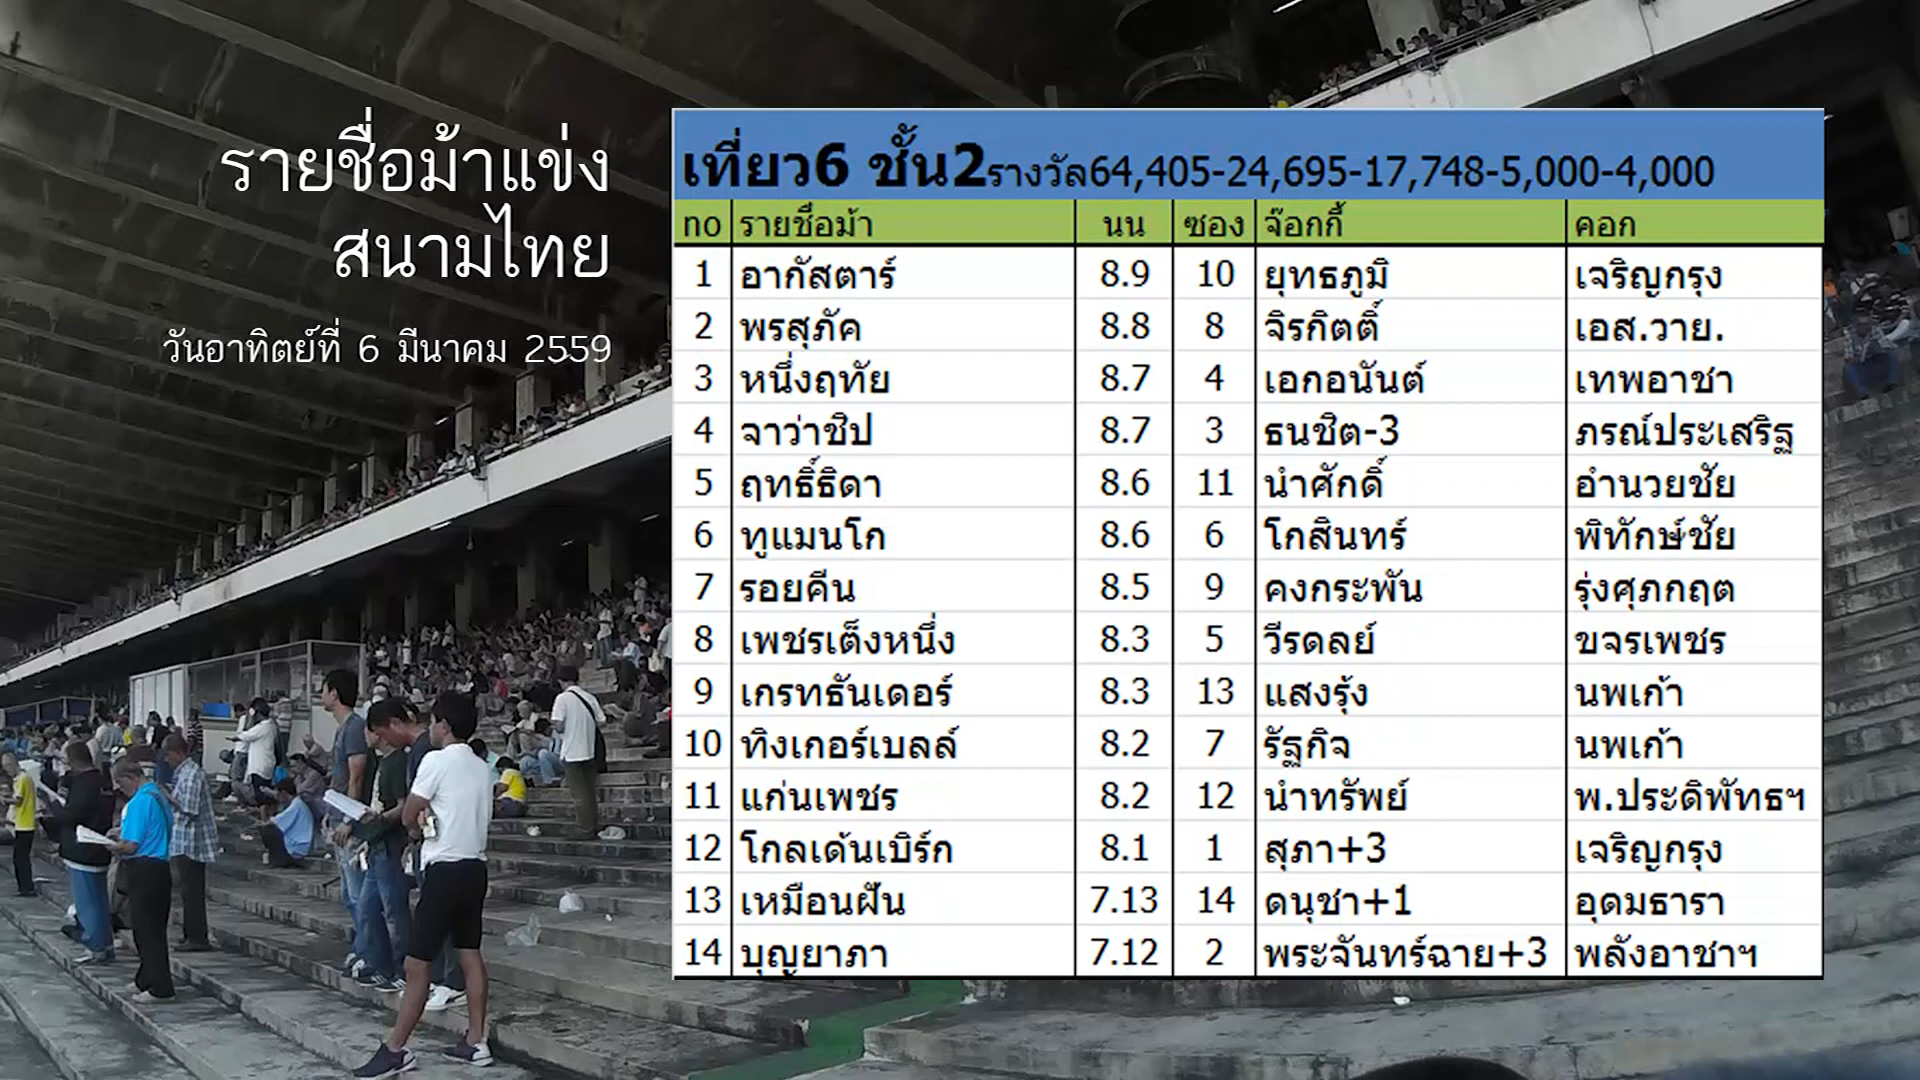 รายชื่อม้าแข่ง
สนามไทย
วันอาทิตย์ที่ 6 มีนาคม 2559
เที่ยว6 ชั้น2รางวัล64,405-24,695-17,748-5,000-4,000
no รายชื่อม้า นน ซอง จ๊อกกี้ คอก
1 อากัสตาร์ 8.9 10 ยุทธภูมิ เจริญกรุง
2 พรสุภัค 8.8 8 จิรกิตติ์ เอส.วาย.
3 หนึ่งฤทัย 8.7 4 เอกอนันต์ เทพอาชา
4 จาว่าชิป 8.7 3 ธนชิต-3 ภรณ์ประเสริฐ
5 ฤทธิ์ธิดา 8.6 11 นำศักดิ์ อำนวยชัย
6 ทูแมนโก 8.6 6 โกสินทร์ พิทักษ์ชัย
7 รอยคีน 8.5 9 คงกระพัน รุ่งศุภกฤต
8 เพชรเต็งหนึ่ง 8.3 5 วีรดลย์ ขจรเพชร
9 เกรทธันเดอร์ 8.3 13 แสงรุ้ง นพเก้า
10 ทิงเกอร์เบลล์ 8.2 7 รัฐกิจ นพเก้า
11 แก่นเพชร 8.2 12 นำทรัพย์ พ.ประดิพัทธฯ
12 โกลเด้นเบิร์ก 8.1 1 สุภา+3 เจริญกรุง
13 เหมือนฝัน 7.13 14 ดนุชา+1 อุดมธารา
14 บุญยาภา 7.12 2 พระจันทร์ฉาย+3 พลังอาชาฯ